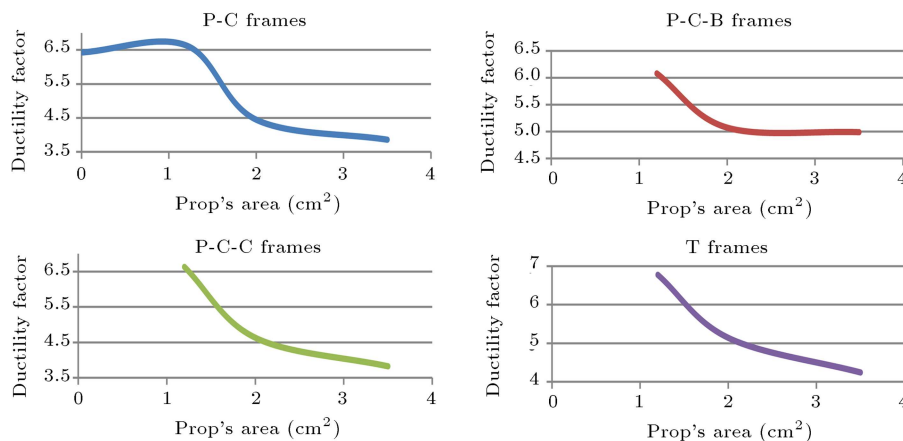 P-C frames
Ductility factor
6.5
5.5
4.5
3.5
0 1 2 3 4
Prop's area (cm²)
P-C-B frames
Ductility factor
6.5
6.0
5.5
5.0
4.5
0 1 2 3 4
Prop's area (cm²)
P-C-C frames
Ductility factor
6.5
5.5
4.5
3.5
0 1 2 3 4
Prop's area (cm²)
T frames
Ductility factor
7
6
5
4
0 1 2 3 4
Prop's area (cm²)